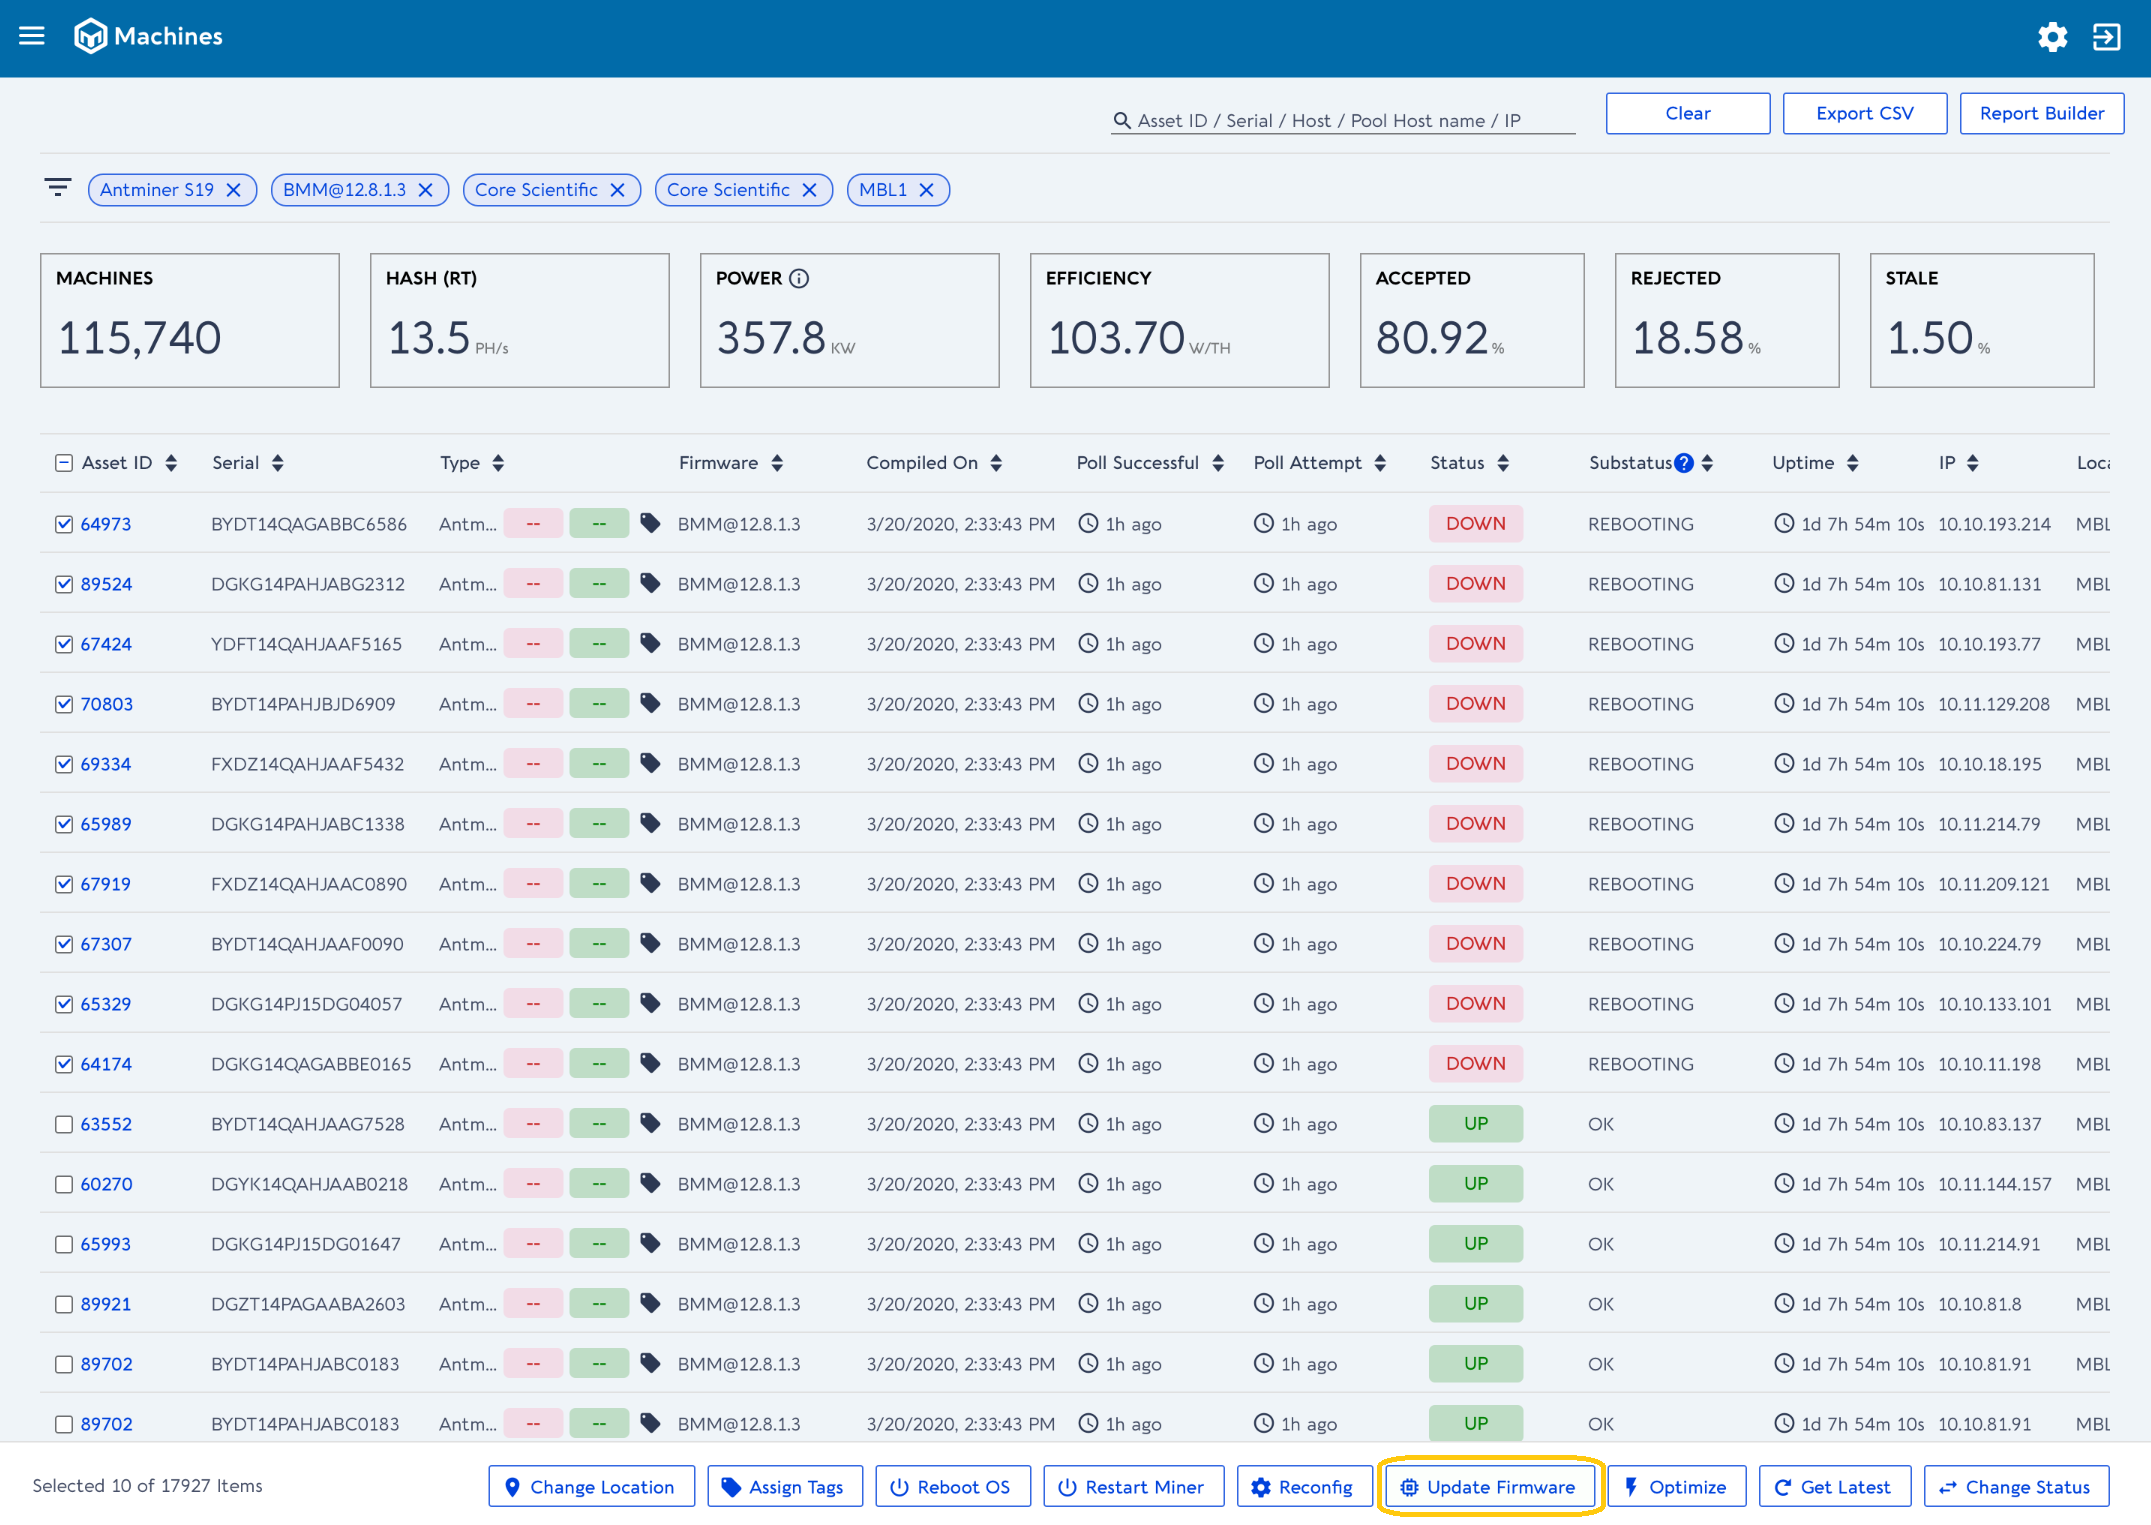 Machines
Asset ID / Serial / Host / Pool Host name / IP
Clear
Export CSV
Report Builder
Antminer S19
BMM@12.8.1.3
Core Scientific
Core Scientific
MBL1
MACHINES
115,740
HASH (RT)
13.5 PH/s
POWER
357.8 KW
EFFICIENCY
103.70 W/TH
ACCEPTED
80.92 %
REJECTED
18.58 %
STALE
1.50 %
Asset ID Serial Type Firmware Compiled On Poll Successful Poll Attempt Status Substatus ? Uptime IP Loca
64973 BYDT14QAGABBC6586 Antm... -- -- BMM@12.8.1.3 3/20/2020, 2:33:43 PM 1h ago 1h ago DOWN REBOOTING 1d 7h 54m 10s 10.10.193.214 MBL
89524 DGKG14PAHJABG2312 Antm... -- -- BMM@12.8.1.3 3/20/2020, 2:33:43 PM 1h ago 1h ago DOWN REBOOTING 1d 7h 54m 10s 10.10.81.131 MBL
67424 YDFT14QAHJAAF5165 Antm... -- -- BMM@12.8.1.3 3/20/2020, 2:33:43 PM 1h ago 1h ago DOWN REBOOTING 1d 7h 54m 10s 10.10.193.77 MBL
70803 BYDT14PAHJBJD6909 Antm... -- -- BMM@12.8.1.3 3/20/2020, 2:33:43 PM 1h ago 1h ago DOWN REBOOTING 1d 7h 54m 10s 10.11.129.208 MBL
69334 FXDZ14QAHJAAF5432 Antm... -- -- BMM@12.8.1.3 3/20/2020, 2:33:43 PM 1h ago 1h ago DOWN REBOOTING 1d 7h 54m 10s 10.10.18.195 MBL
65989 DGKG14PAHJABC1338 Antm... -- -- BMM@12.8.1.3 3/20/2020, 2:33:43 PM 1h ago 1h ago DOWN REBOOTING 1d 7h 54m 10s 10.11.214.79 MBL
67919 FXDZ14QAHJAAC0890 Antm... -- -- BMM@12.8.1.3 3/20/2020, 2:33:43 PM 1h ago 1h ago DOWN REBOOTING 1d 7h 54m 10s 10.11.209.121 MBL
67307 BYDT14QAHJAAF0090 Antm... -- -- BMM@12.8.1.3 3/20/2020, 2:33:43 PM 1h ago 1h ago DOWN REBOOTING 1d 7h 54m 10s 10.10.224.79 MBL
65329 DGKG14PJ15DG04057 Antm... -- -- BMM@12.8.1.3 3/20/2020, 2:33:43 PM 1h ago 1h ago DOWN REBOOTING 1d 7h 54m 10s 10.10.133.101 MBL
64174 DGKG14QAGABBE0165 Antm... -- -- BMM@12.8.1.3 3/20/2020, 2:33:43 PM 1h ago 1h ago DOWN REBOOTING 1d 7h 54m 10s 10.10.11.198 MBL
63552 BYDT14QAHJAAG7528 Antm... -- -- BMM@12.8.1.3 3/20/2020, 2:33:43 PM 1h ago 1h ago UP OK 1d 7h 54m 10s 10.10.83.137 MBL
60270 DGYK14QAHJAAB0218 Antm... -- -- BMM@12.8.1.3 3/20/2020, 2:33:43 PM 1h ago 1h ago UP OK 1d 7h 54m 10s 10.11.144.157 MBL
65993 DGKG14PJ15DG01647 Antm... -- -- BMM@12.8.1.3 3/20/2020, 2:33:43 PM 1h ago 1h ago UP OK 1d 7h 54m 10s 10.11.214.91 MBL
89921 DGZT14PAGAABA2603 Antm... -- -- BMM@12.8.1.3 3/20/2020, 2:33:43 PM 1h ago 1h ago UP OK 1d 7h 54m 10s 10.10.81.8 MBL
89702 BYDT14PAHJABC0183 Antm... -- -- BMM@12.8.1.3 3/20/2020, 2:33:43 PM 1h ago 1h ago UP OK 1d 7h 54m 10s 10.10.81.91 MBL
89702 BYDT14PAHJABC0183 Antm... -- -- BMM@12.8.1.3 3/20/2020, 2:33:43 PM 1h ago 1h ago UP OK 1d 7h 54m 10s 10.10.81.91 MBL
Selected 10 of 17927 Items
Change Location
Assign Tags
Reboot OS
Restart Miner
Reconfig
Update Firmware
Optimize
Get Latest
Change Status